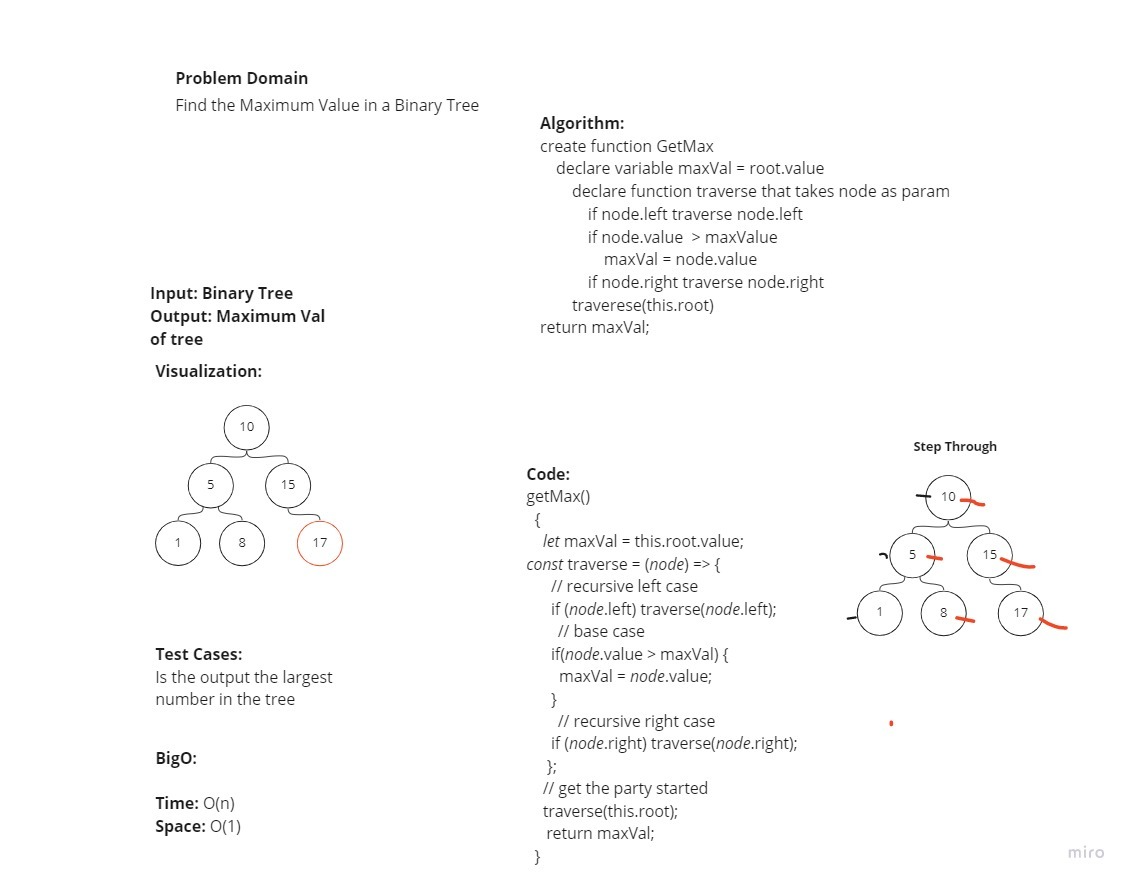 Problem Domain
Find the Maximum Value in a Binary Tree
Algorithm:
create function GetMax
declare variable maxVal = root.value
declare function traverse that takes node as param
if node.left traverse node.left
if node.value > maxValue
maxVal = node.value
if node.right traverse node.right
traverese(this.root)
return maxVal;
Input: Binary Tree
Output: Maximum Val
of tree
Visualization:
10
5 15
1 8 17
Test Cases:
Is the output the largest
number in the tree
BigO:
Time: O(n)
Space: O(1)
Code:
getMax()
{
let maxVal = this.root.value;
const traverse = (node) => {
// recursive left case
if (node.left) traverse(node.left);
// base case
if(node.value > maxVal) {
maxVal = node.value;
}
// recursive right case
if (node.right) traverse(node.right);
};
// get the party started
traverse(this.root);
return maxVal;
}
Step Through
10
5 15
1 8 17
miro